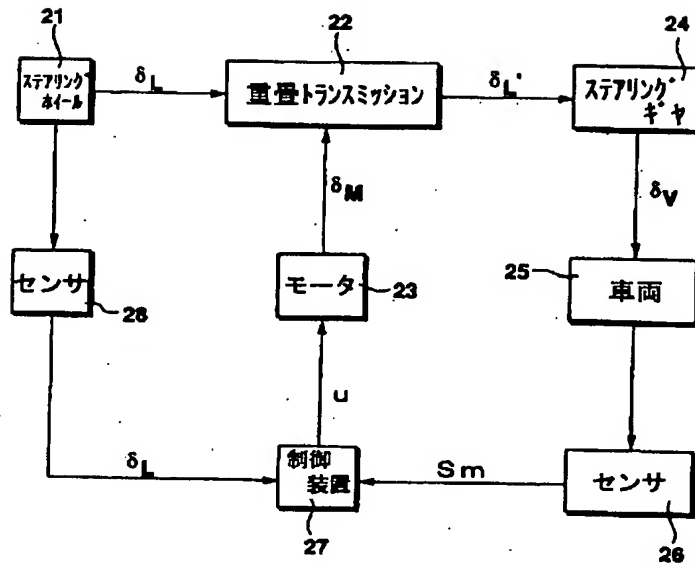 21
ステアリング
ホイール
δL
22
重畳トランスミッション
δL'
24
ステアリング
ギヤ
δM
δV
センサ
28
モータ
23
25
車両
u
δL
制御
装置
27
Sm
センサ
26